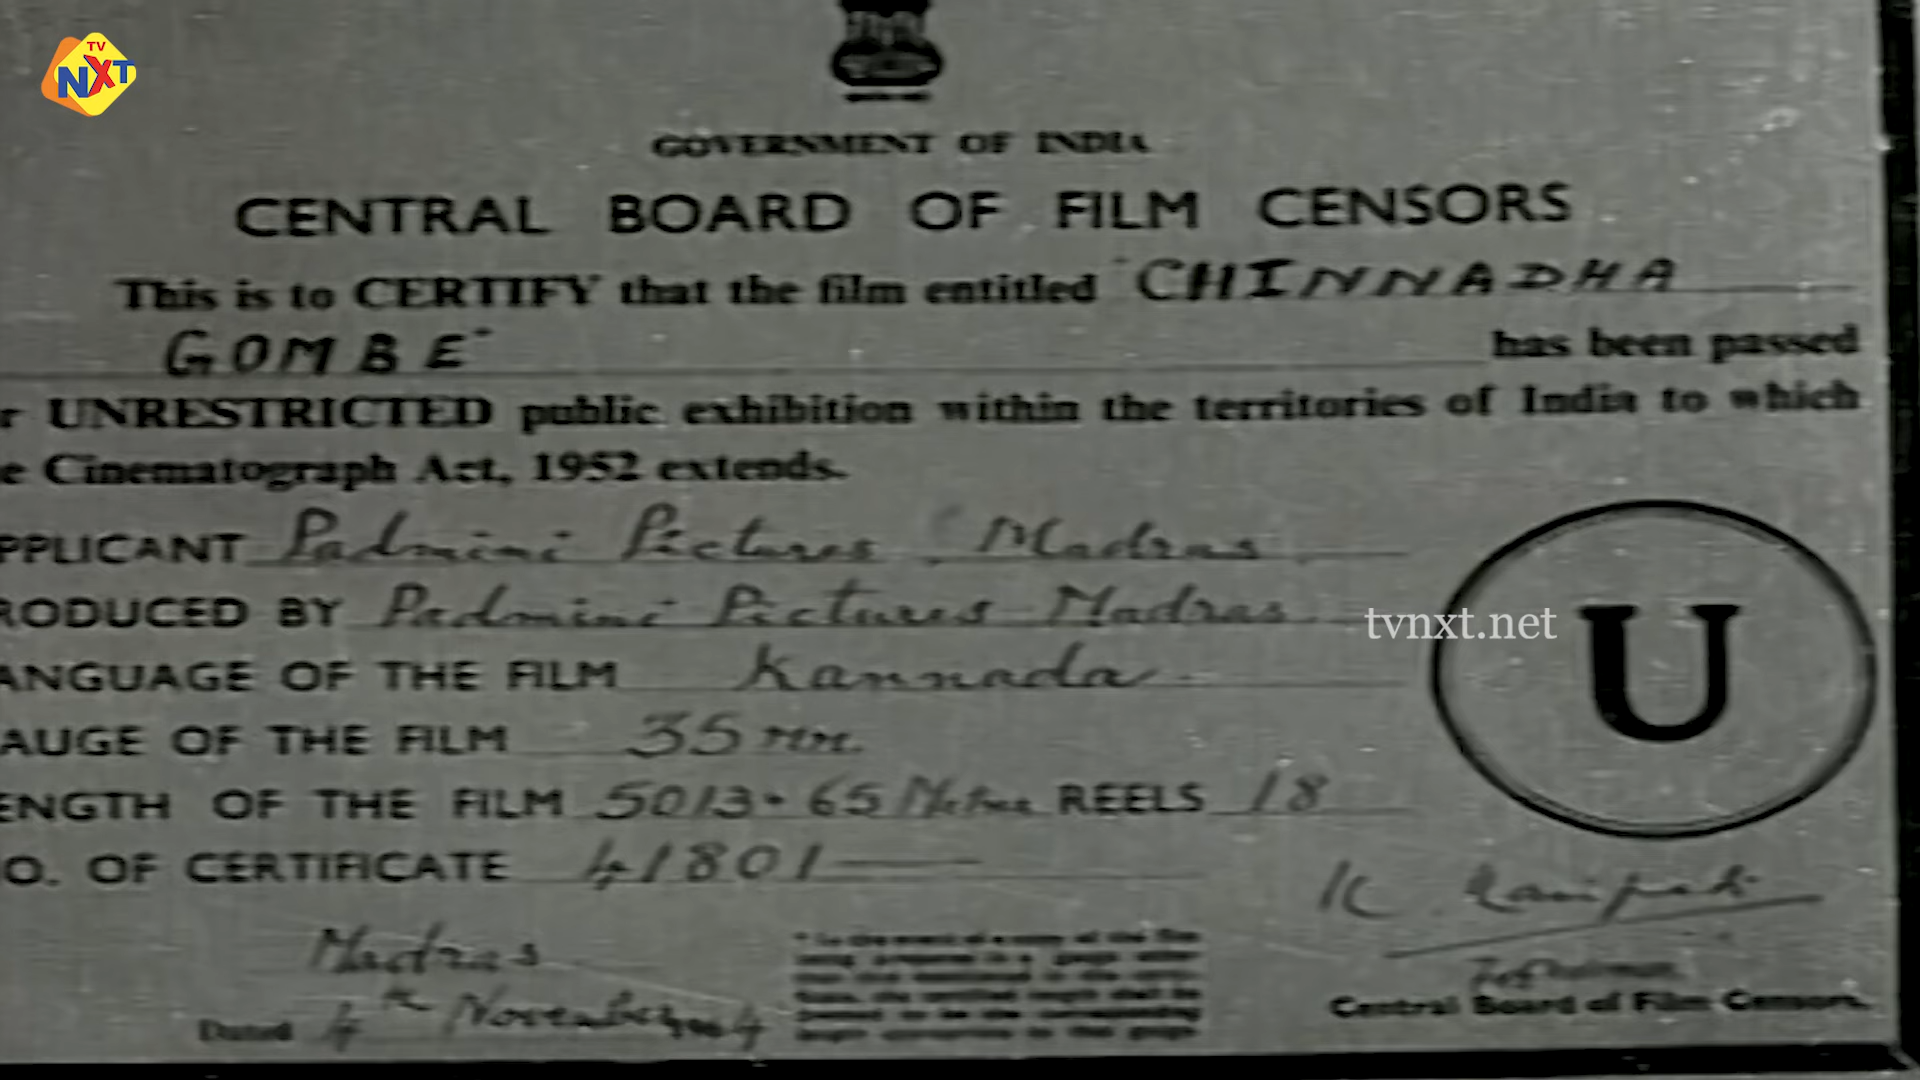 TV
NXT
GOVERNMENT OF INDIA
CENTRAL BOARD OF FILM CENSORS
This is to CERTIFY that the film entitled "CHINNADHA
GOMBE" has been passed
r UNRESTRICTED public exhibition within the territories of India to which
e Cinematograph Act, 1952 extends.
PPLICANT Padmini Pictures, Madras
RODUCED BY Padmini Pictures Madras
tvnxt.net
U
ANGUAGE OF THE FILM Kannada
AUGE OF THE FILM 35 mm.
ENGTH OF THE FILM 5013.65 Metres REELS 18
O. OF CERTIFICATE 41801
Madras
Dated 4th November
Central Board of Film Censors.